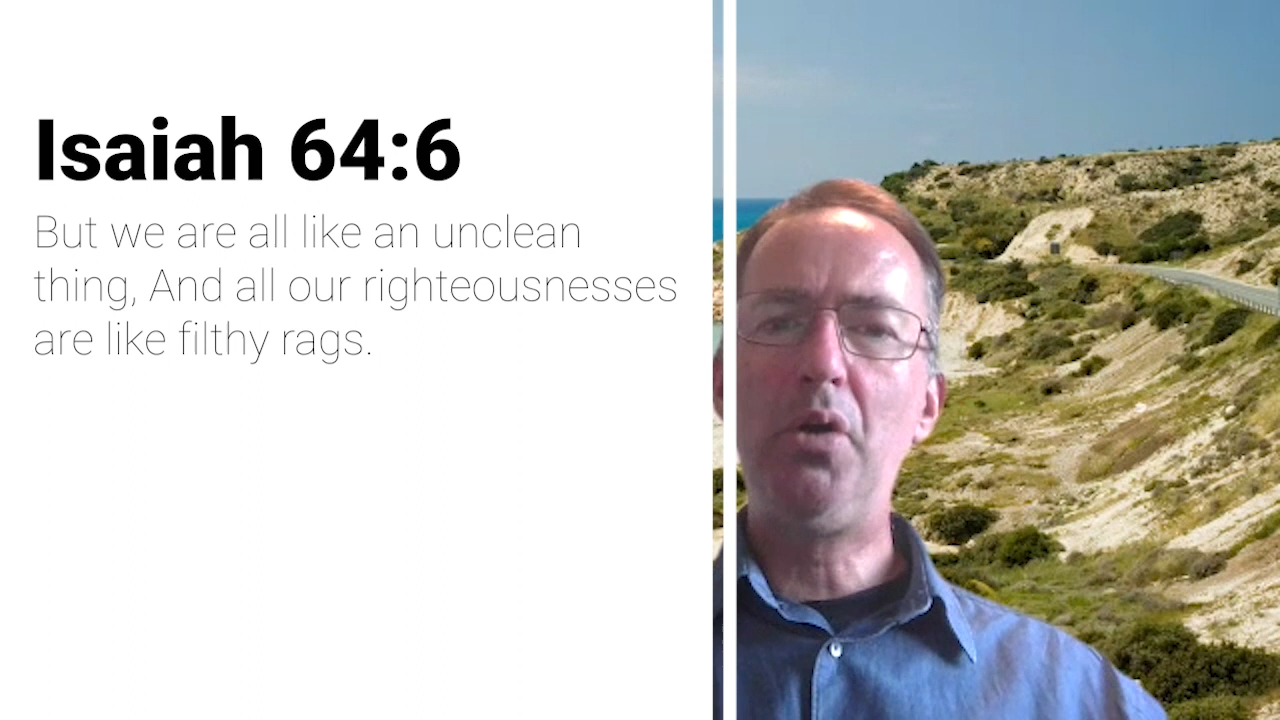 Isaiah 64:6
But we are all like an unclean
thing, And all our righteousnesses
are like filthy rags.